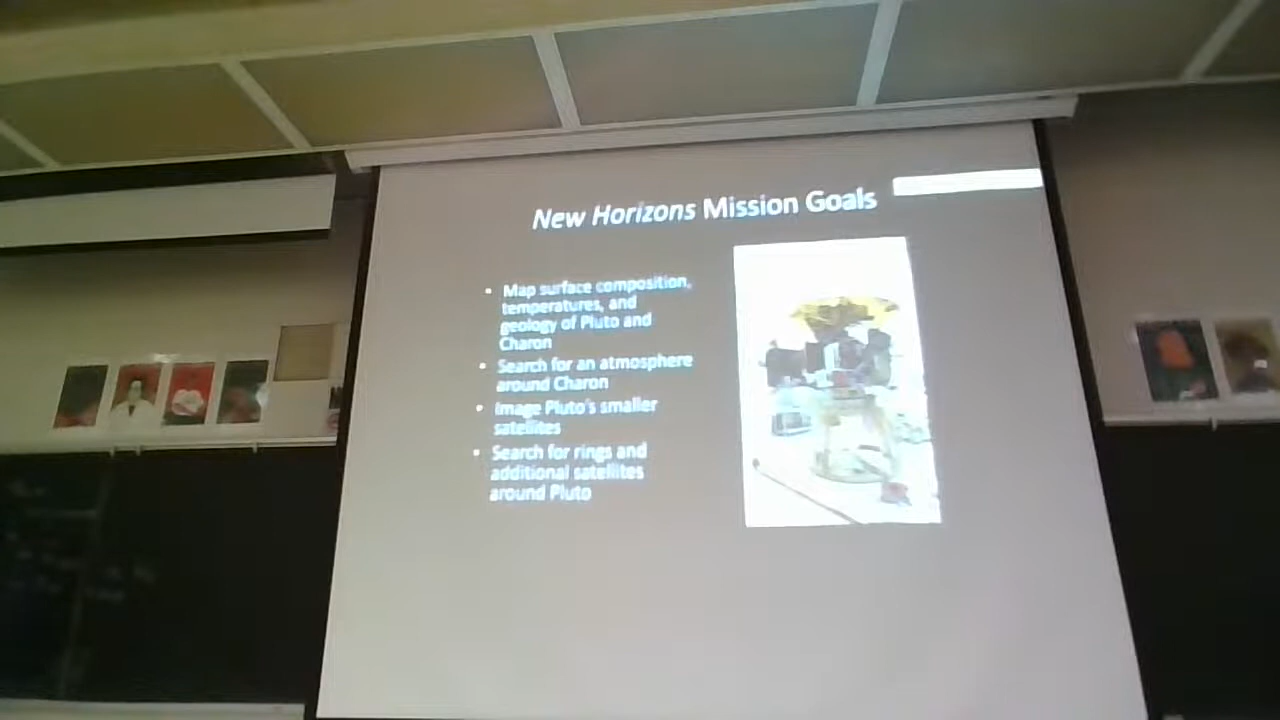 New Horizons Mission Goals
• Map surface composition,
temperatures, and
geology of Pluto and
Charon
• Search for an atmosphere
around Charon
• Image Pluto's smaller
satellites
• Search for rings and
additional satellites
around Pluto